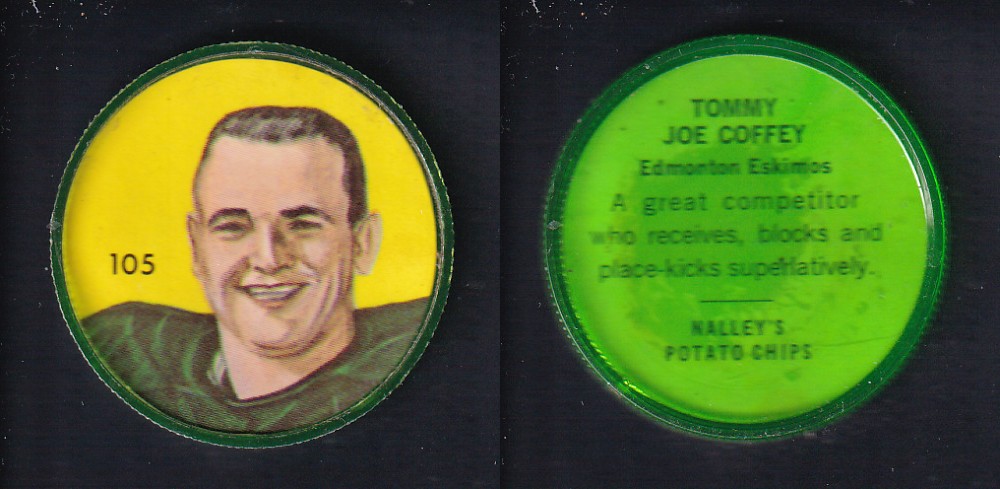 105
TOMMY
JOE COFFEY
Edmonton Eskimos
A great competitor
who receives, blocks and
place-kicks superlatively.
NALLEY'S
POTATO CHIPS